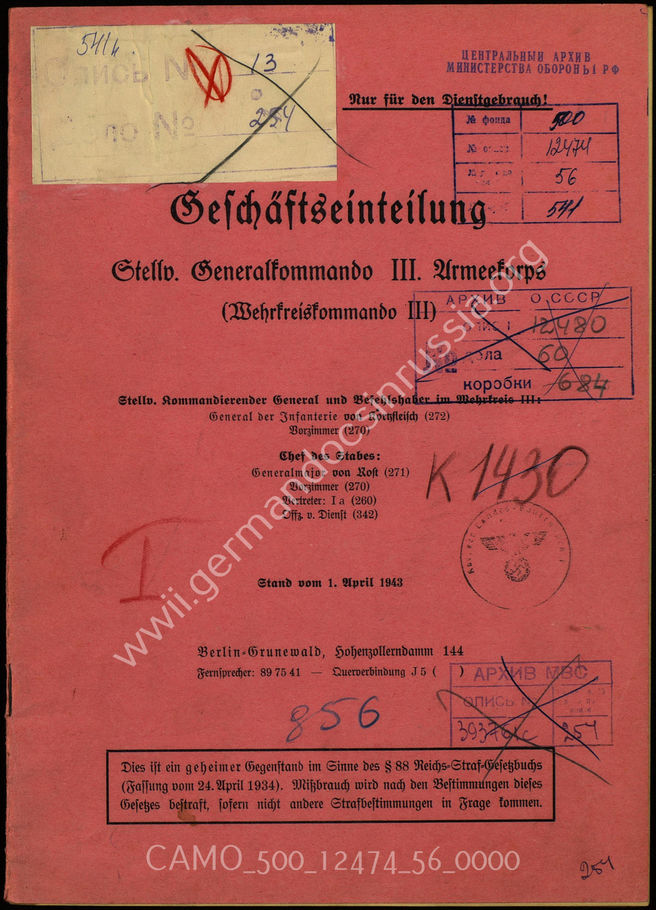 541
Опись №
13
по №
254
ЦЕНТРАЛЬНЫЙ АРХИВ
МИНИСТЕРСТВА ОБОРОНЫ РФ
Nur für den Dienstgebrauch!
№ фонда 500
12474
56
541
Geschäftseinteilung
Stellv. Generalkommando III. Armeekorps
(Wehrkreiskommando III)
АРХИВ О СССР
12480
дела 60
коробки 684
Stellv. Kommandierender General und Befehlshaber im Wehrkreis III:
General der Infanterie von Kortzfleisch (272)
Vorzimmer (270)
Chef des Stabes:
Generalmajor von Rost (271)
Vorzimmer (270)
Vertreter: I a (260)
Offz. v. Dienst (342)
K 1430
I
Stand vom 1. April 1943
Berlin-Grunewald, Hohenzollerndamm 144
Fernsprecher: 89 75 41 — Querverbindung J 5 ( )
856
АРХИВ МВС
ОПИСЬ №
254
Dies ist ein geheimer Gegenstand im Sinne des § 88 Reichs-Straf-Gesetzbuchs
(Fassung vom 24. April 1934). Mißbrauch wird nach den Bestimmungen dieses
Gesetzes bestraft, sofern nicht andere Strafbestimmungen in Frage kommen.
www.germandocsinrussia.org
CAMO_500_12474_56_0000
254